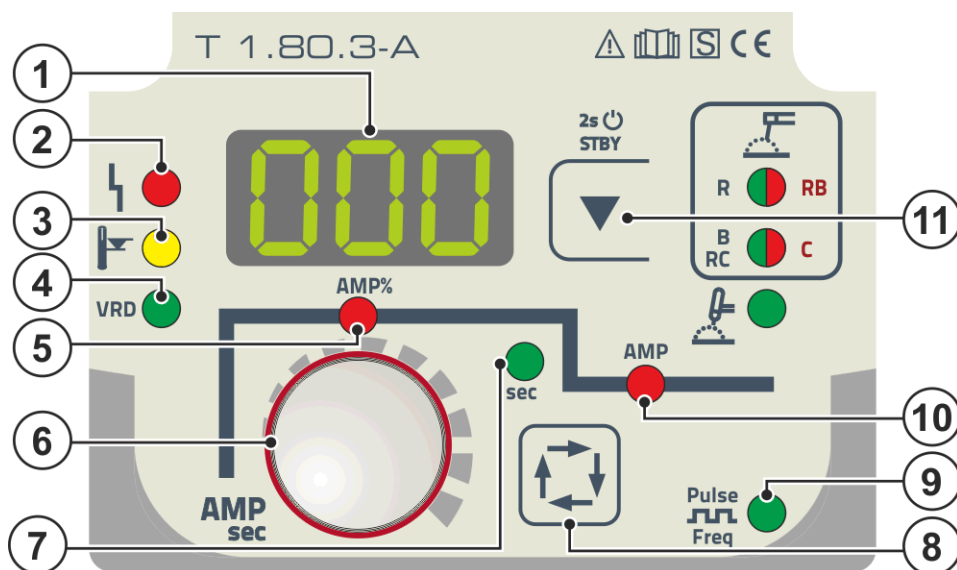 T 1.80.3-A
S CE
1
2
3
4
5
6
7
8
9
10
11
000
2s
STBY
R
RB
B
RC
C
VRD
AMP%
sec
AMP
AMP
sec
Pulse
Freq